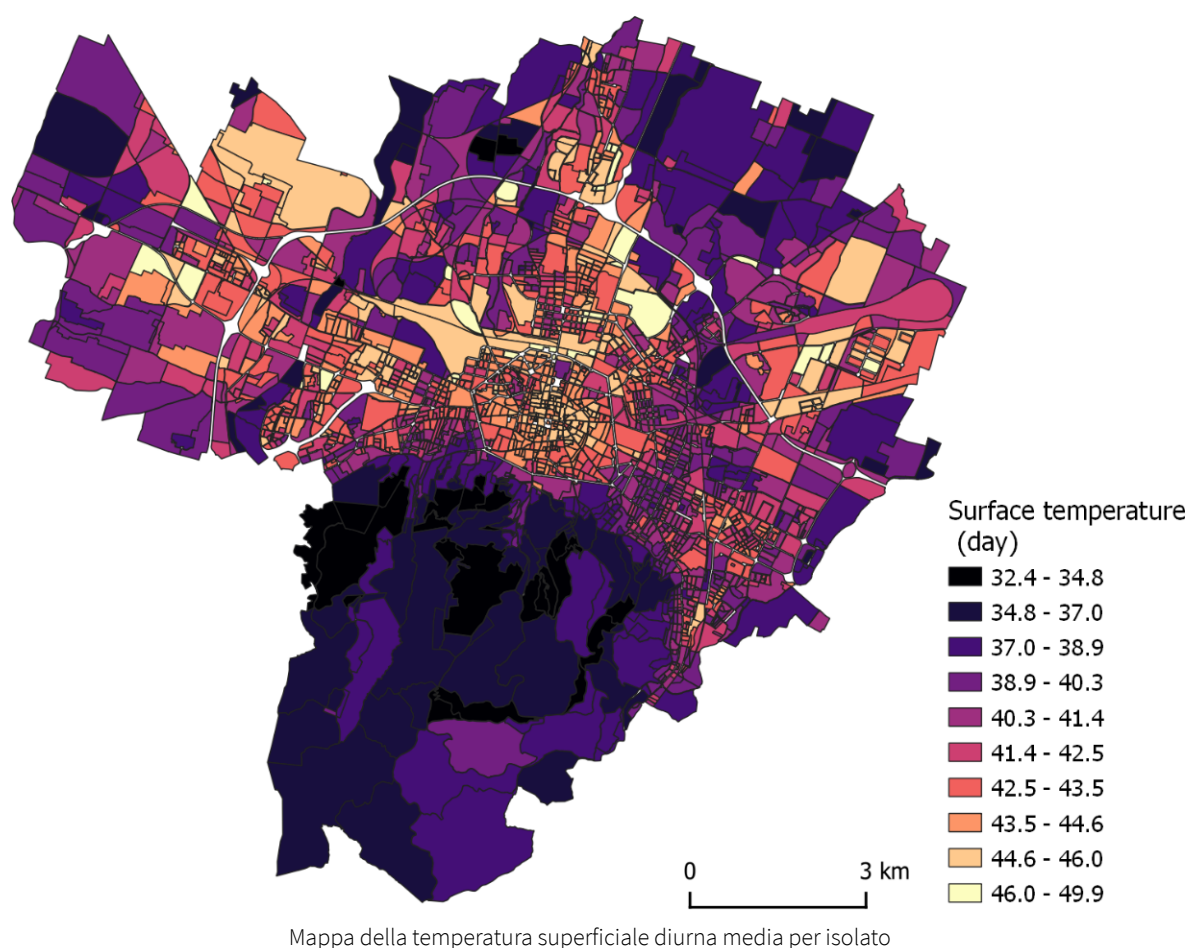 Surface temperature
(day)
32.4 - 34.8
34.8 - 37.0
37.0 - 38.9
38.9 - 40.3
40.3 - 41.4
41.4 - 42.5
42.5 - 43.5
43.5 - 44.6
44.6 - 46.0
46.0 - 49.9
0 3 km
Mappa della temperatura superficiale diurna media per isolato